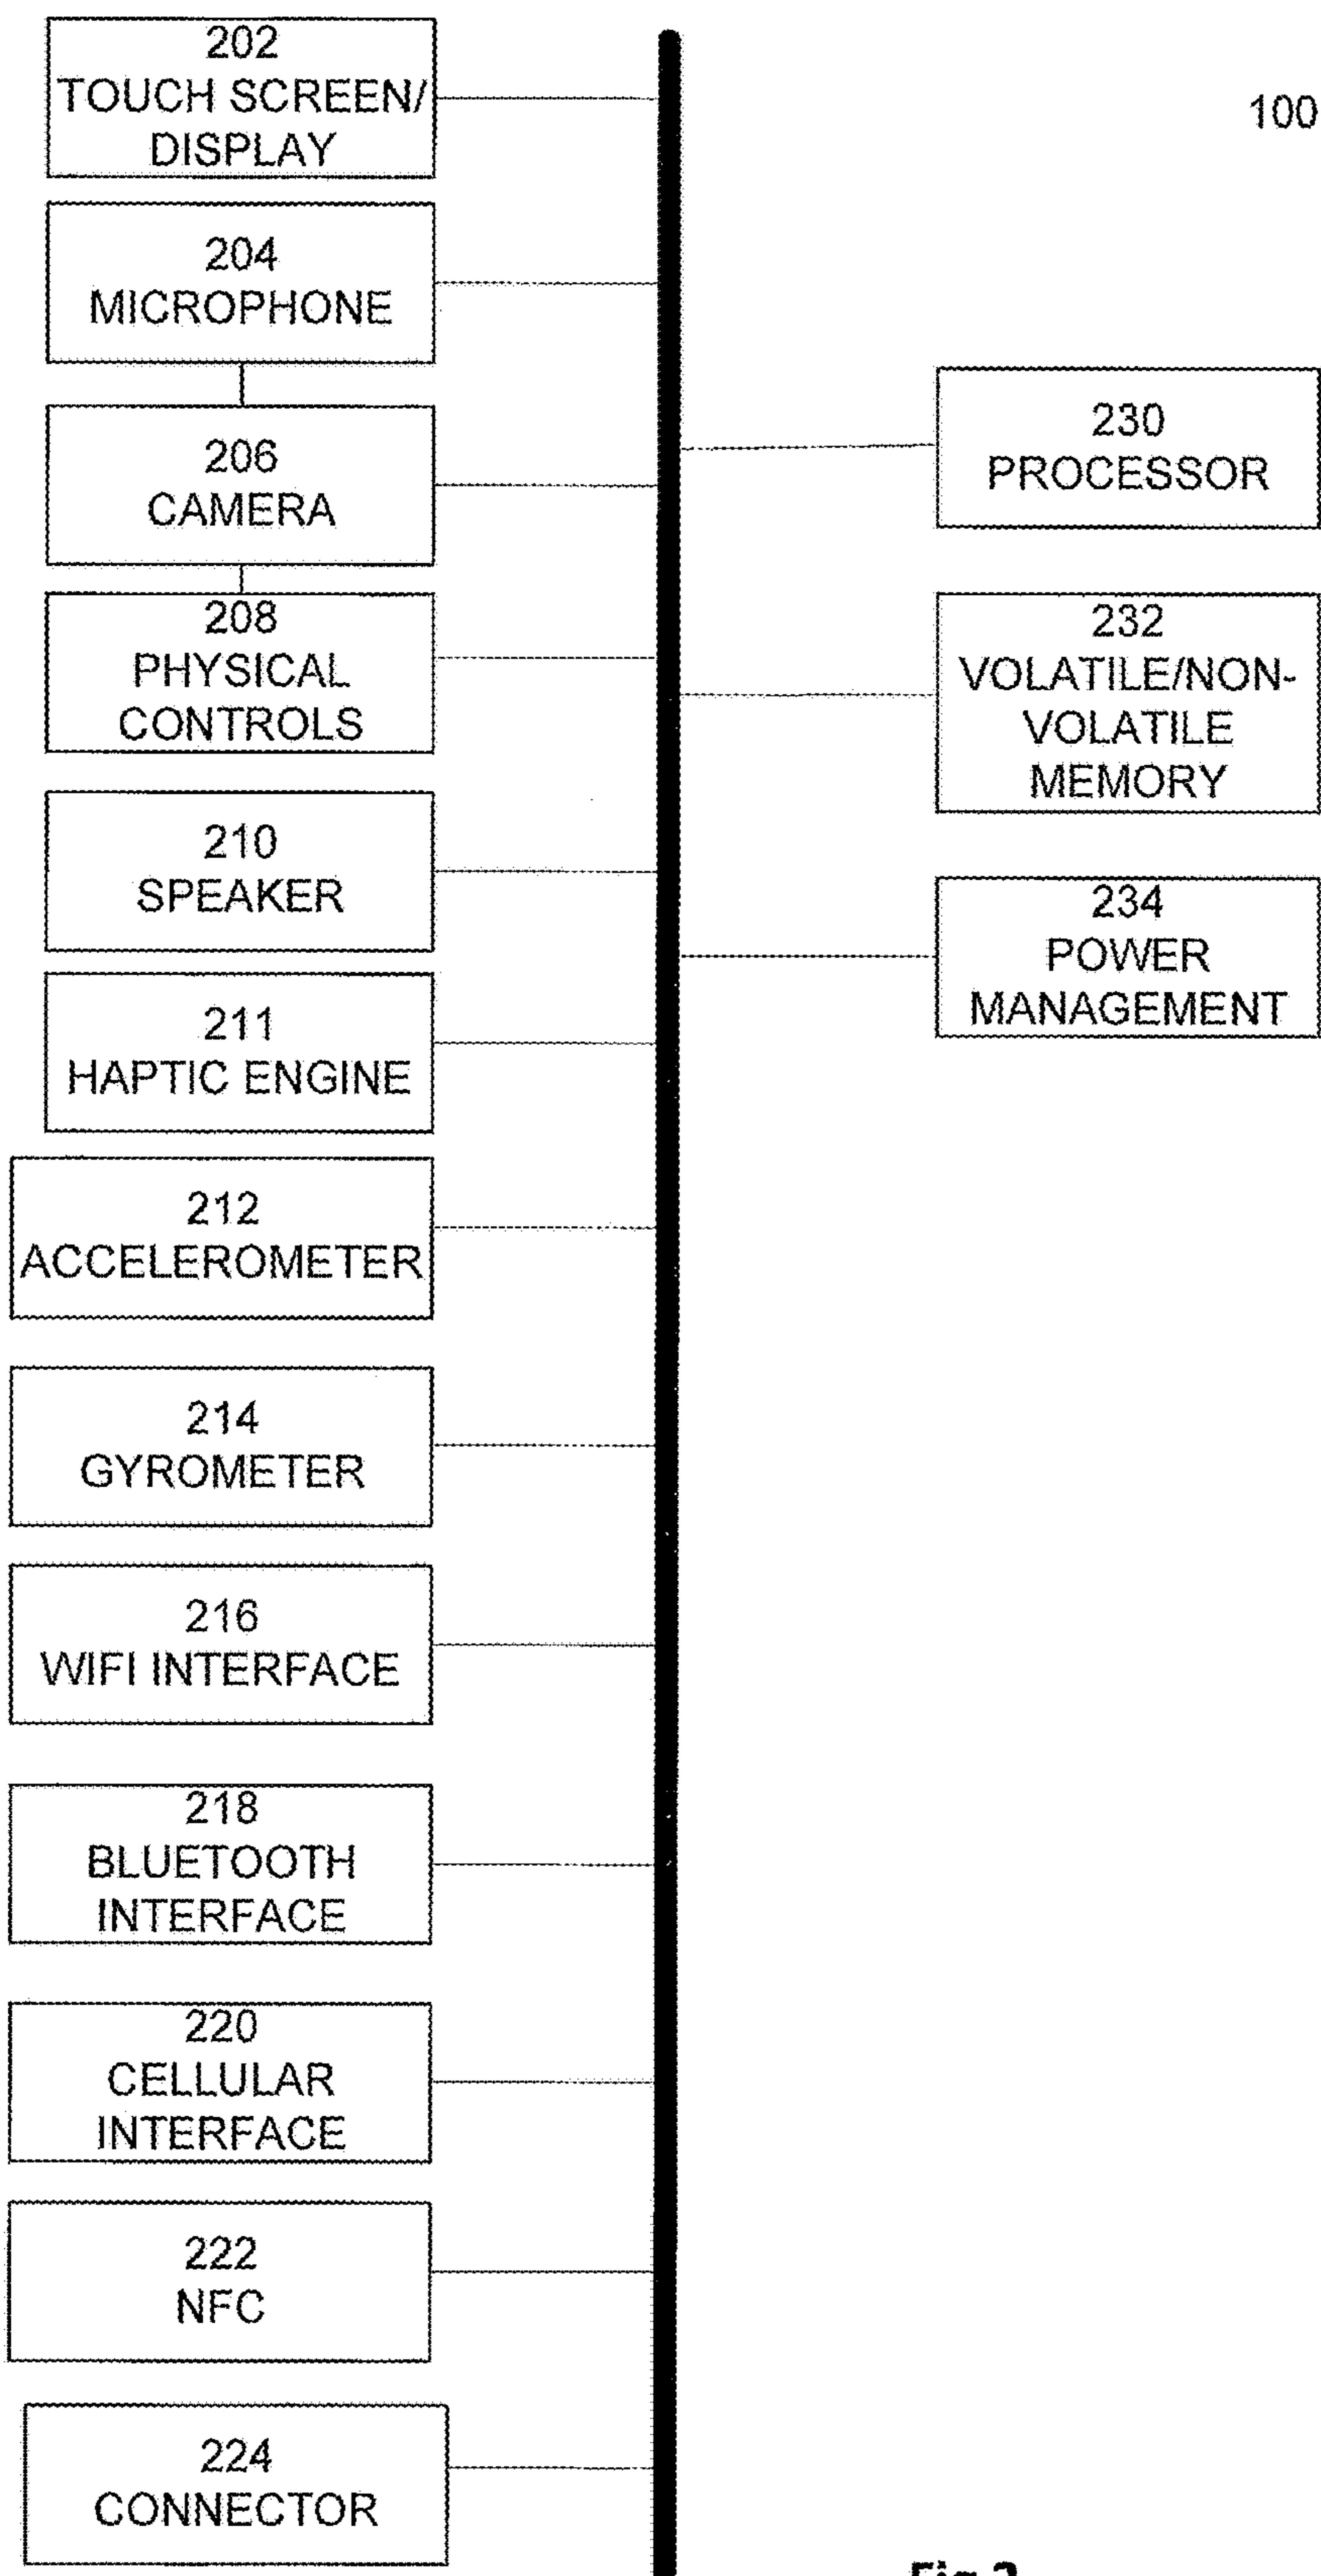 202
TOUCH SCREEN/
DISPLAY
100
204
MICROPHONE
206
CAMERA
208
PHYSICAL
CONTROLS
210
SPEAKER
211
HAPTIC ENGINE
212
ACCELEROMETER
214
GYROMETER
216
WIFI INTERFACE
218
BLUETOOTH
INTERFACE
220
CELLULAR
INTERFACE
222
NFC
224
CONNECTOR
230
PROCESSOR
232
VOLATILE/NON-
VOLATILE
MEMORY
234
POWER
MANAGEMENT